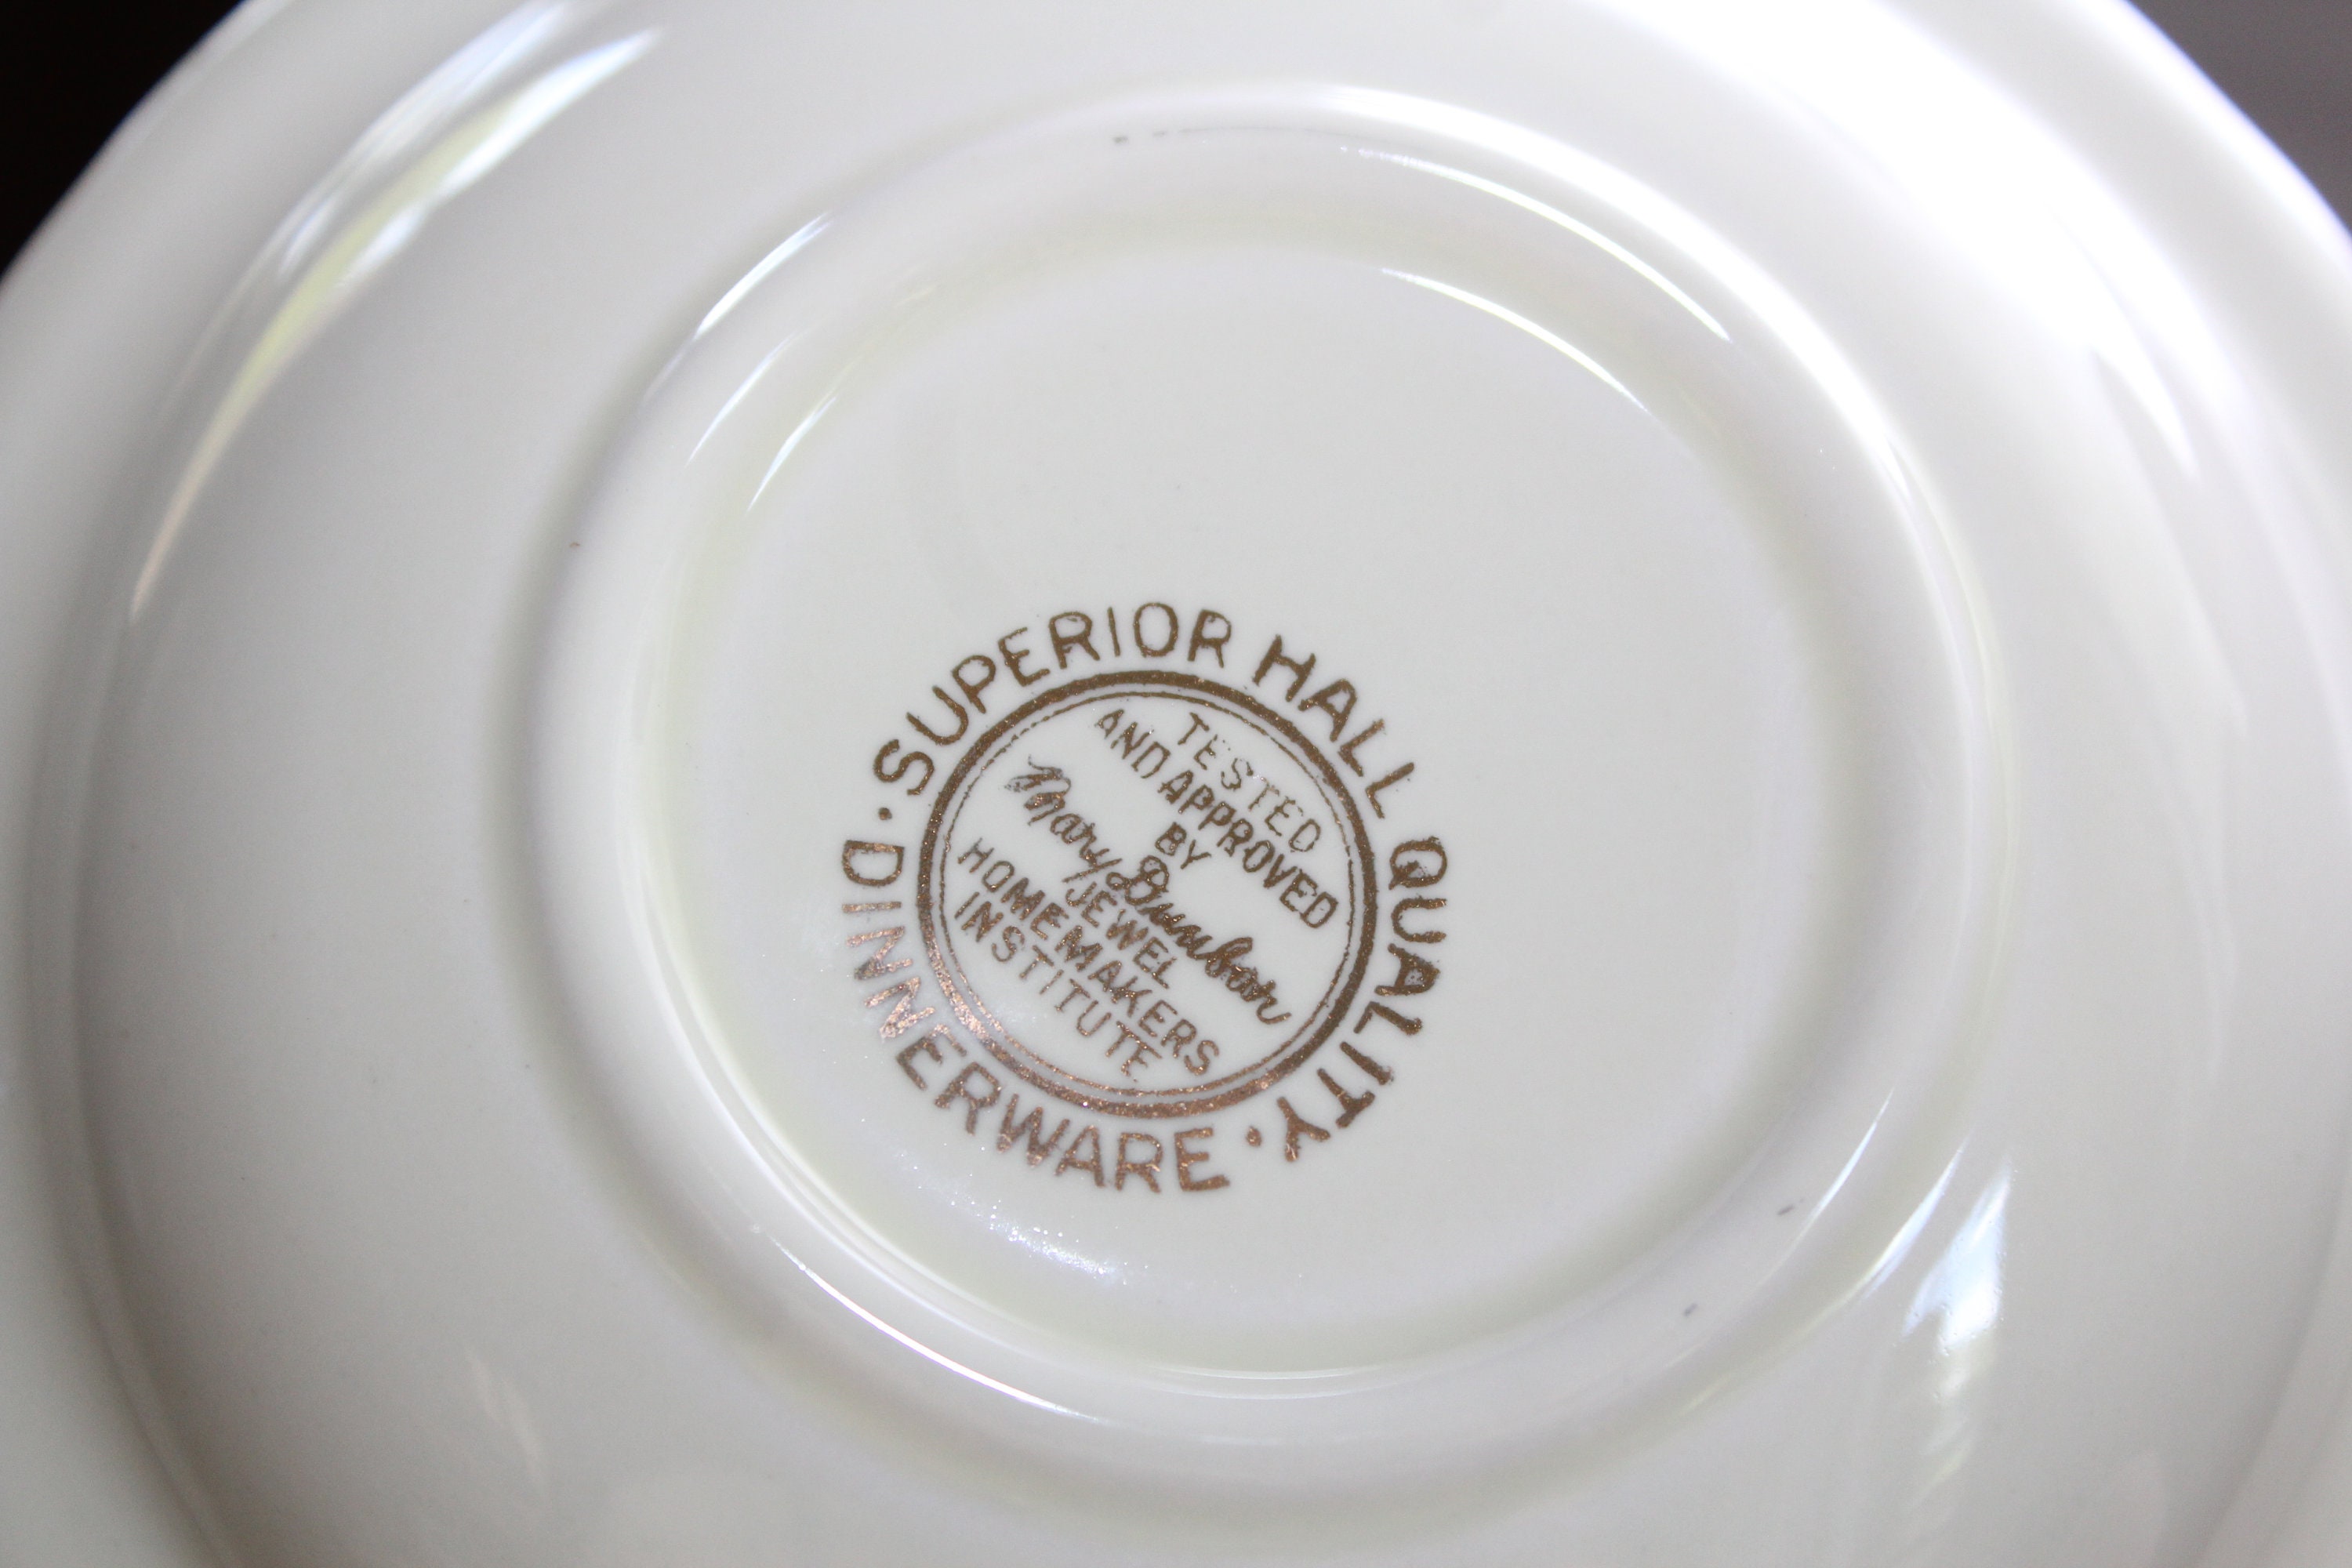 SUPERIOR HALL QUALITY
· DINNERWARE ·
TESTED
AND APPROVED
BY
Mary Dunbar
JEWEL
HOMEMAKERS
INSTITUTE